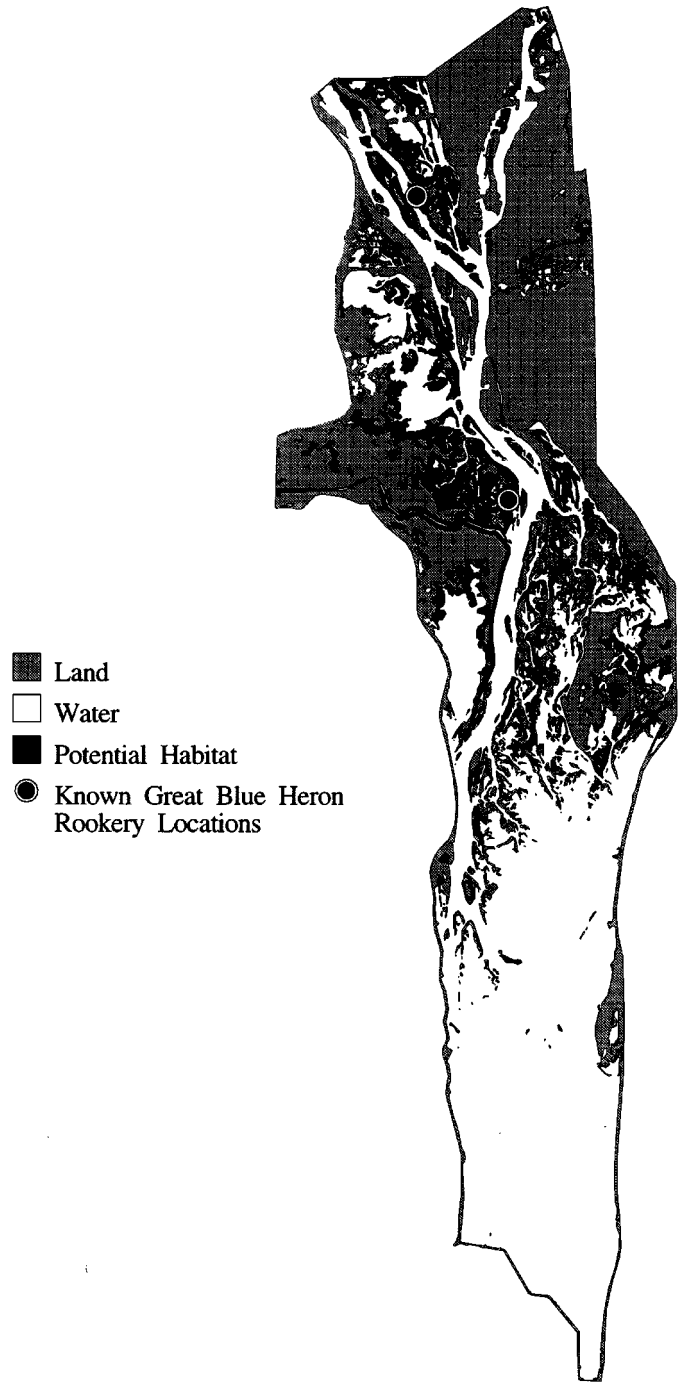 Land
Water
Potential Habitat
Known Great Blue Heron
Rookery Locations